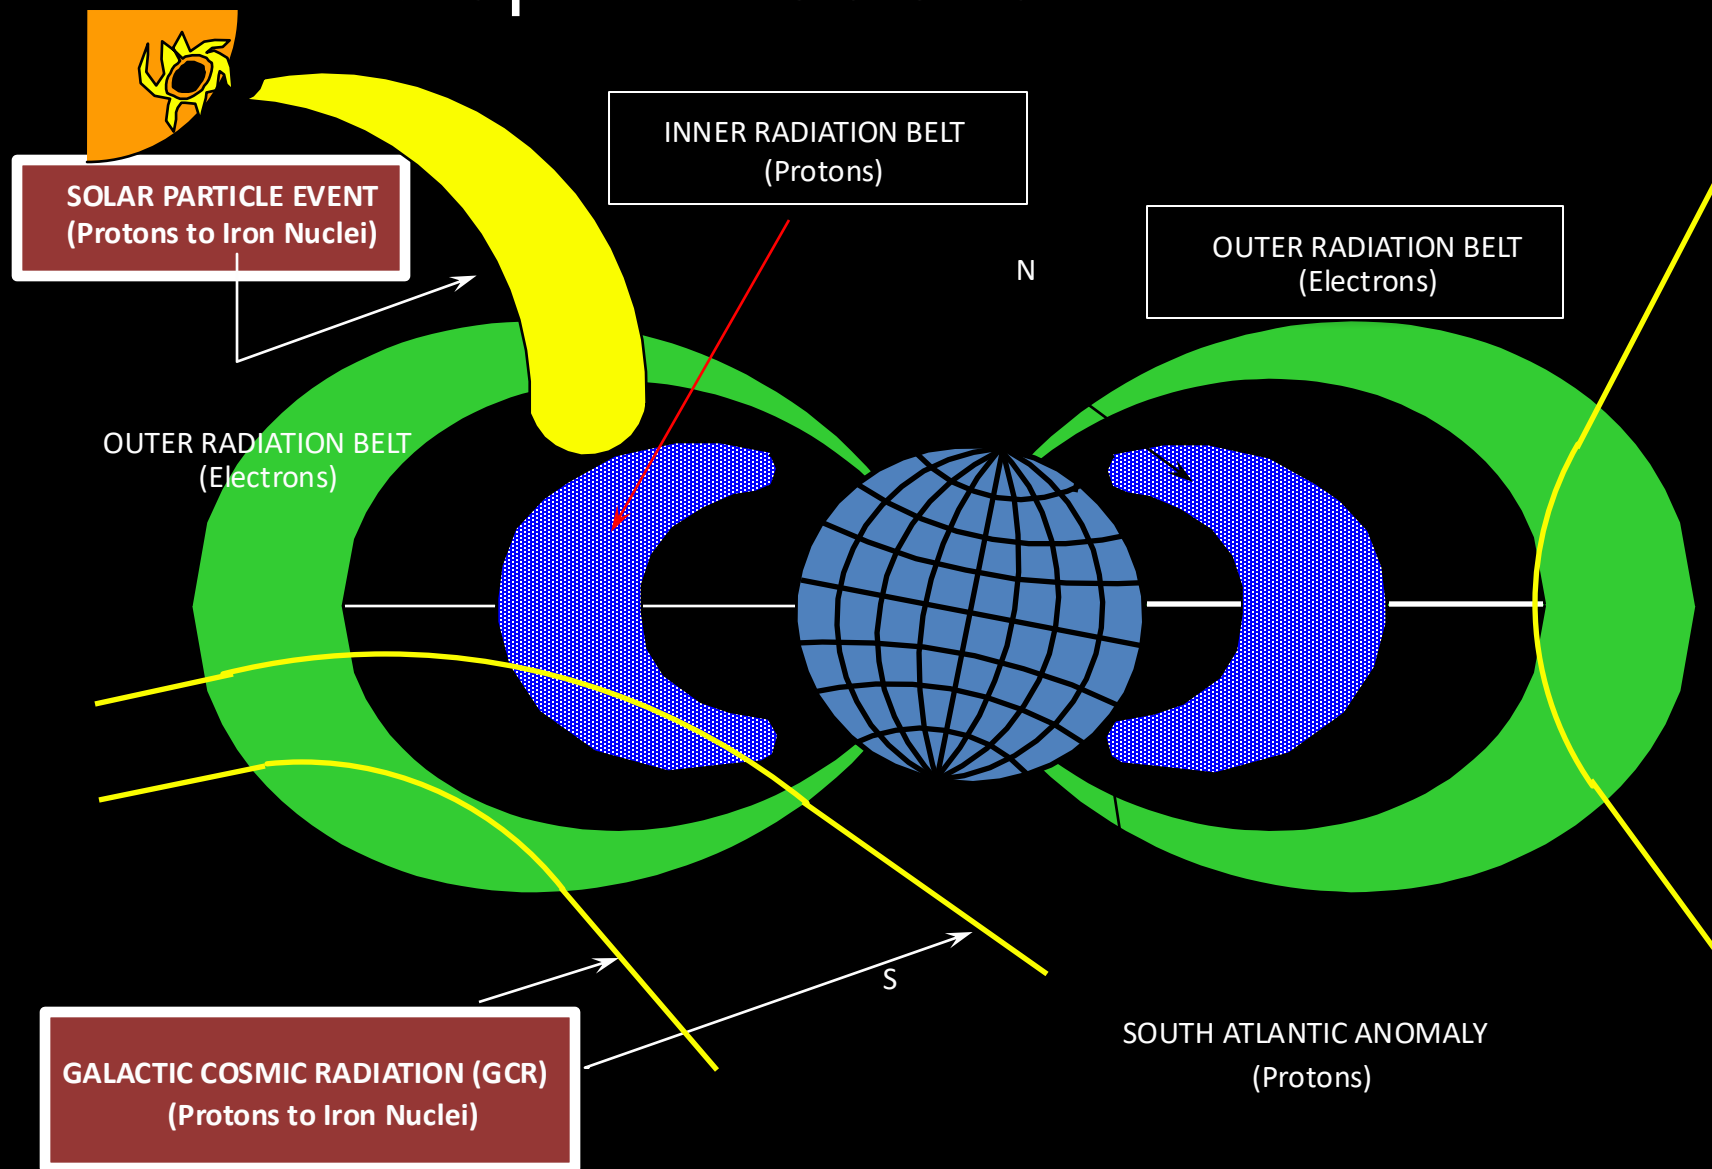 SOLAR PARTICLE EVENT
(Protons to Iron Nuclei)
INNER RADIATION BELT
(Protons)
N
OUTER RADIATION BELT
(Electrons)
OUTER RADIATION BELT
(Electrons)
S
GALACTIC COSMIC RADIATION (GCR)
(Protons to Iron Nuclei)
SOUTH ATLANTIC ANOMALY
(Protons)